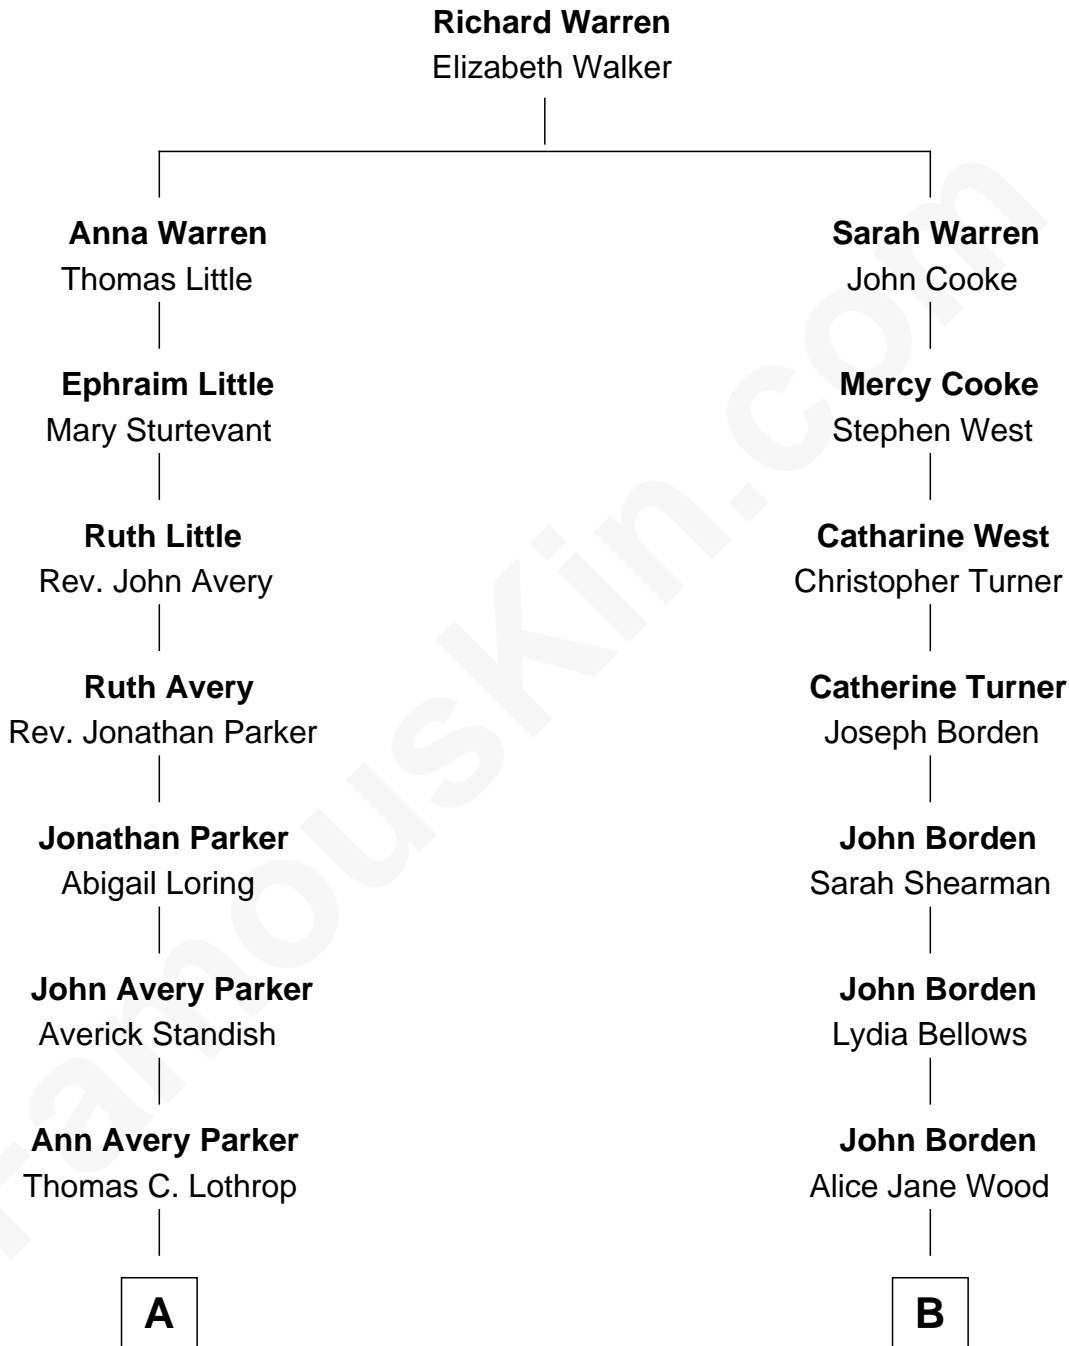 Richard Warren
Elizabeth Walker
Anna Warren
Thomas Little
Sarah Warren
John Cooke
Ephraim Little
Mary Sturtevant
Mercy Cooke
Stephen West
Ruth Little
Rev. John Avery
Catharine West
Christopher Turner
Ruth Avery
Rev. Jonathan Parker
Catherine Turner
Joseph Borden
Jonathan Parker
Abigail Loring
John Borden
Sarah Shearman
John Avery Parker
Averick Standish
John Borden
Lydia Bellows
Ann Avery Parker
Thomas C. Lothrop
John Borden
Alice Jane Wood
A
B
FamousKin.com